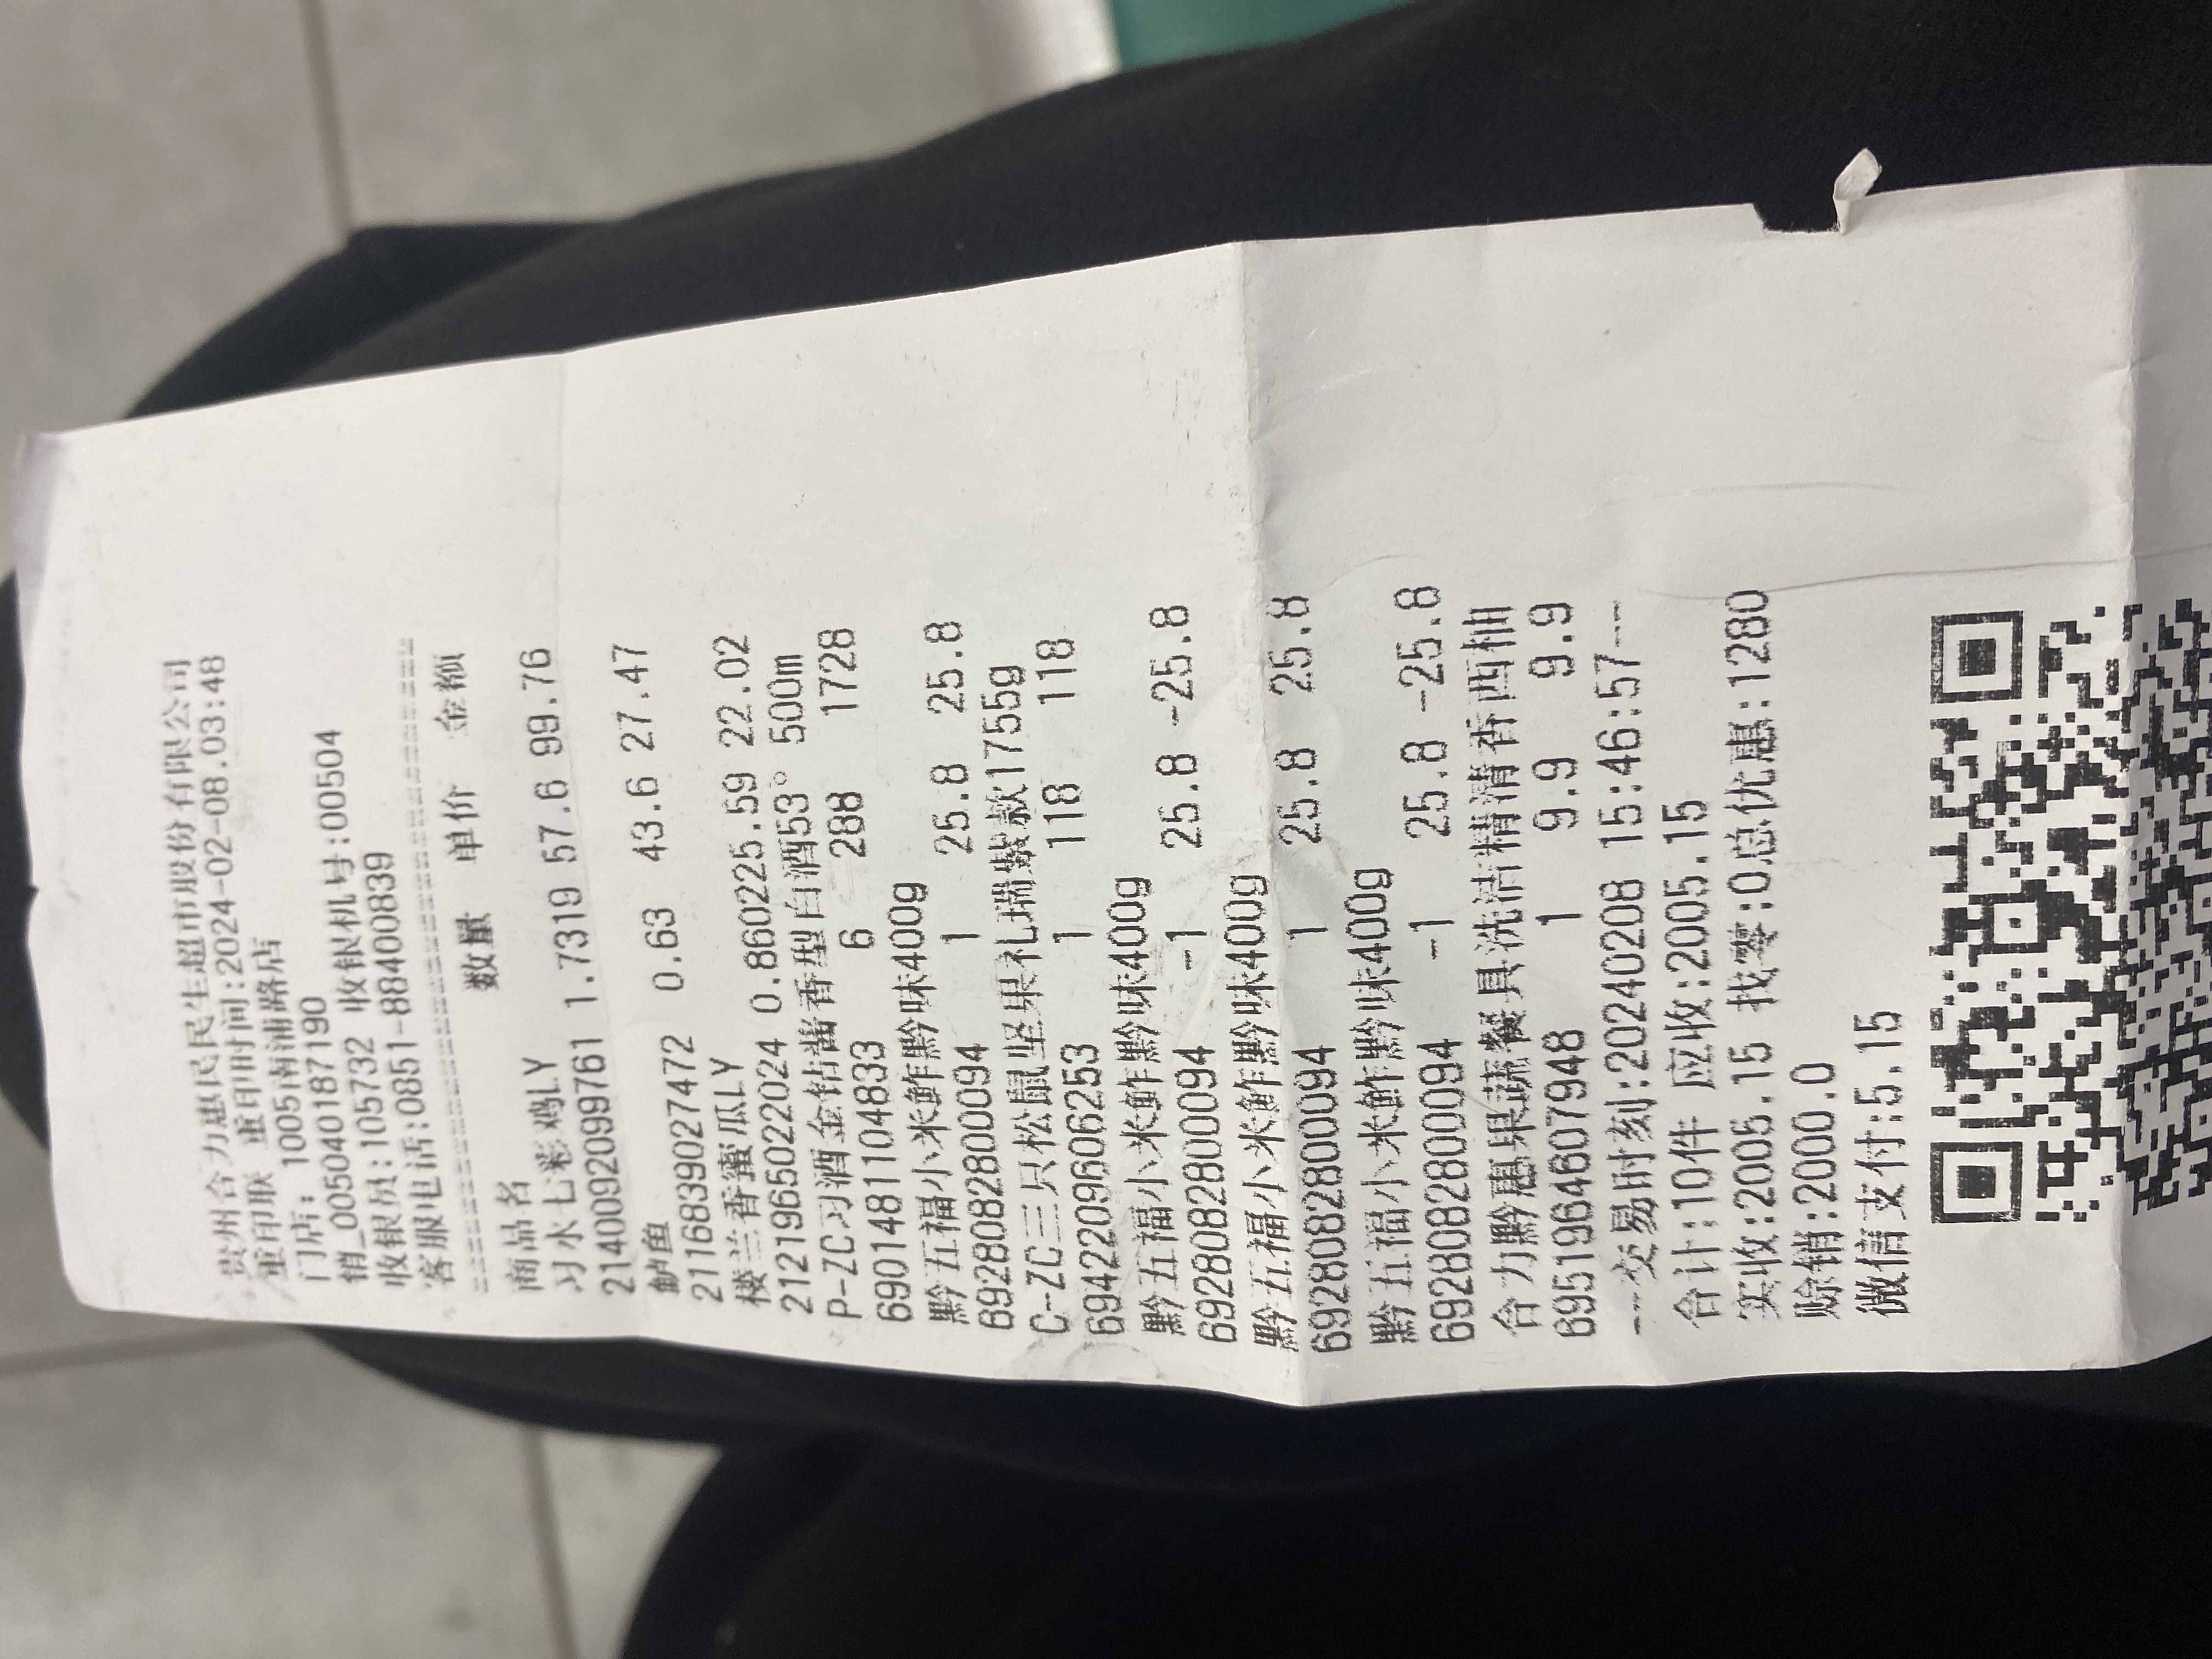 贵州合力惠民民生超市股份有限公司
重印联 重印时间:2024-02-08.03:48
门店: 1005南浦路店
销_0050401871​90
收银员:105732 收银机号:00504
客服电话:0851-88400839
================================
数量 单价 金额
商品名
习水七彩鸡LY
2140092099761 1.7319 57.6 99.76
鲈鱼
2116839027472 0.63 43.6 27.47
楼兰香蜜瓜LY
2121965022024 0.860225.59 22.02
P-ZC习酒金钻酱香型白酒53° 500m
6901481104833 6 288 1728
黔五福小米鲊黔味400g
6928082800094 1 25.8 25.8
C-ZC三只松鼠坚果礼瑞兽款1755g
6942209606253 1 118 118
黔五福小米鲊黔味400g
6928082800094 -1 25.8 -25.8
黔五福小米鲊黔味400g
6928082800094 1 25.8 25.8
黔五福小米鲊黔味400g
6928082800094 -1 25.8 -25.8
合力黔惠果蔬餐具洗洁精清香西柚
6951964607948 1 9.9 9.9
---交易时刻:20240208 15:46:57---
合计:10件 应收:2005.15
实收:2005.15 找零:0总优惠:1280
赊销:2000.0
微信支付:5.15